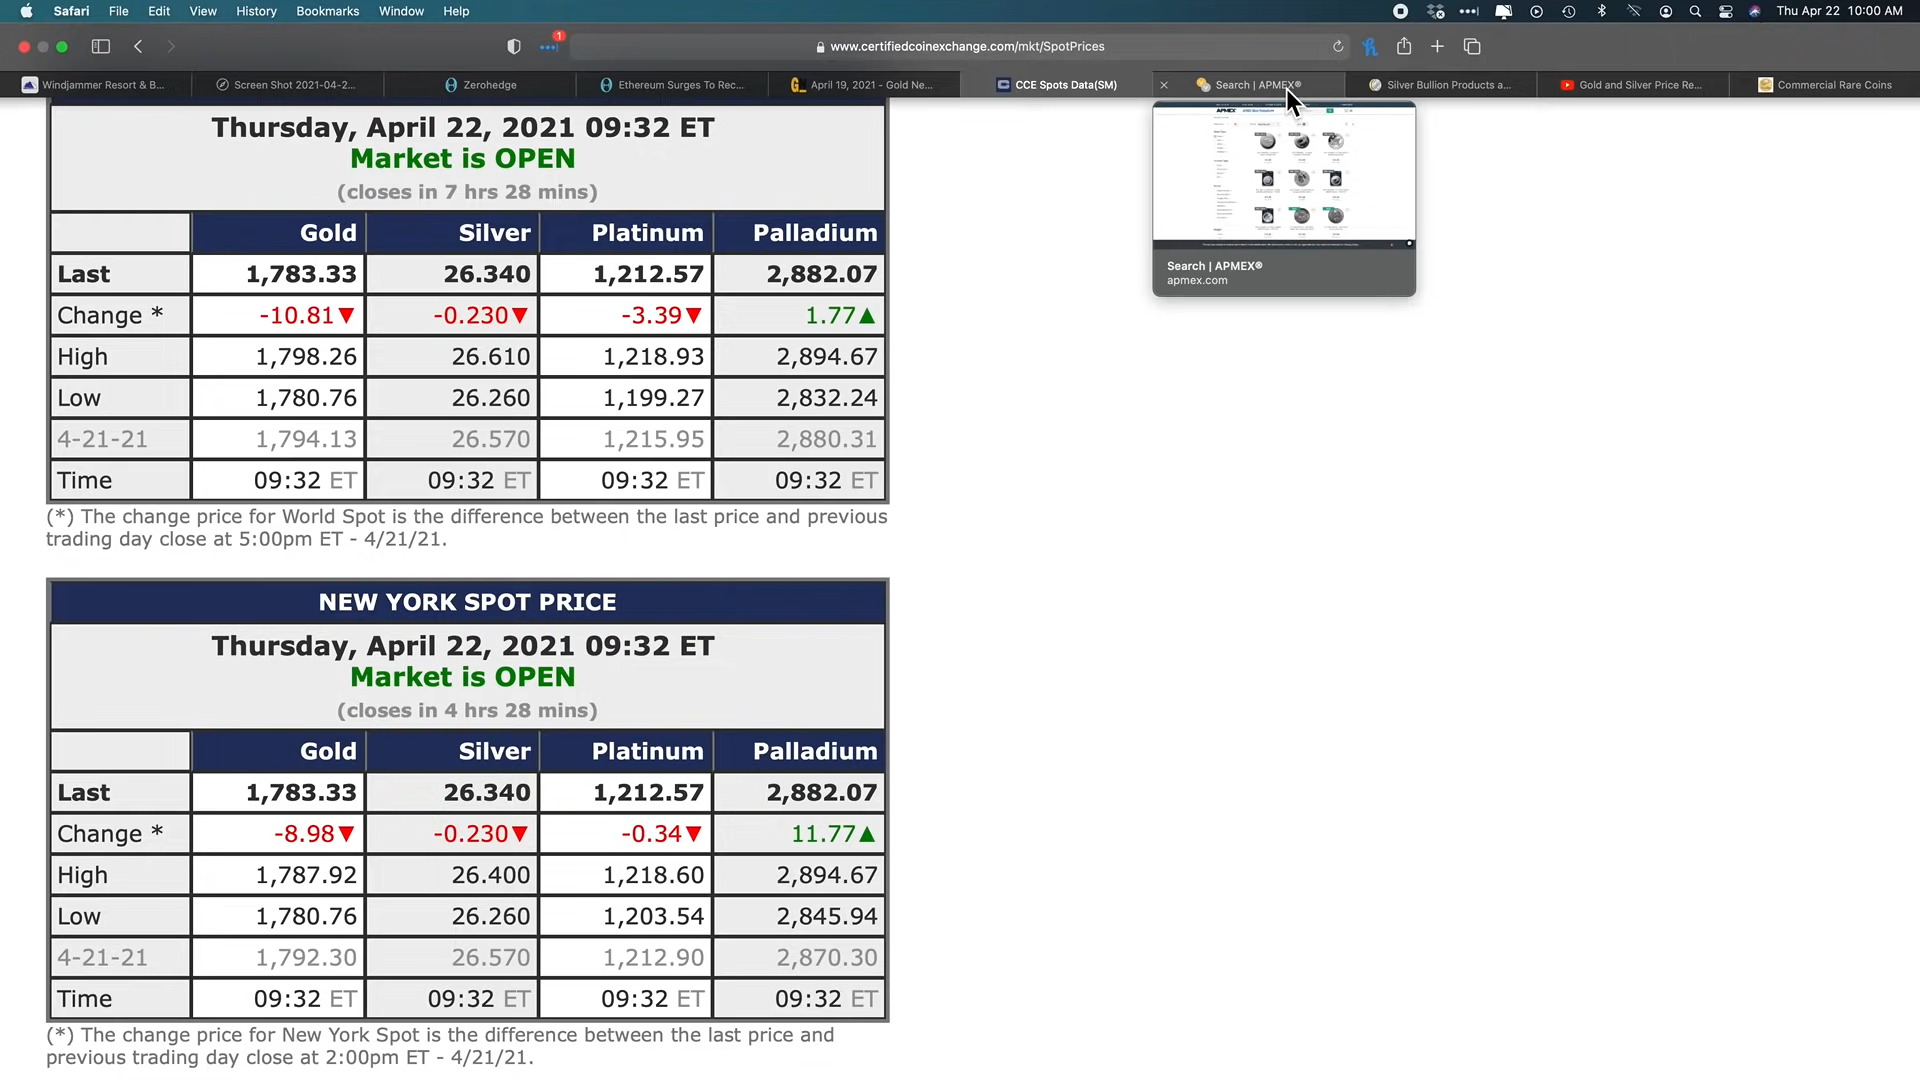 Safari File Edit View History Bookmarks Window Help Thu Apr 22 10:00 AM
1 www.certifiedcoinexchange.com/mkt/SpotPrices
Windjammer Resort & B... Screen Shot 2021-04-2... Zerohedge Ethereum Surges To Rec... April 19, 2021 - Gold Ne... CCE Spots Data(SM) Search | APMEX® Silver Bullion Products a... Gold and Silver Price Re... Commercial Rare Coins
Thursday, April 22, 2021 09:32 ET
Market is OPEN
(closes in 7 hrs 28 mins)
Gold Silver Platinum Palladium
Last 1,783.33 26.340 1,212.57 2,882.07
Change * -10.81▼ -0.230▼ -3.39▼ 1.77▲
High 1,798.26 26.610 1,218.93 2,894.67
Low 1,780.76 26.260 1,199.27 2,832.24
4-21-21 1,794.13 26.570 1,215.95 2,880.31
Time 09:32 ET 09:32 ET 09:32 ET 09:32 ET
(*) The change price for World Spot is the difference between the last price and previous
trading day close at 5:00pm ET - 4/21/21.
APMEX
Search | APMEX®
apmex.com
NEW YORK SPOT PRICE
Thursday, April 22, 2021 09:32 ET
Market is OPEN
(closes in 4 hrs 28 mins)
Gold Silver Platinum Palladium
Last 1,783.33 26.340 1,212.57 2,882.07
Change * -8.98▼ -0.230▼ -0.34▼ 11.77▲
High 1,787.92 26.400 1,218.60 2,894.67
Low 1,780.76 26.260 1,203.54 2,845.94
4-21-21 1,792.30 26.570 1,212.90 2,870.30
Time 09:32 ET 09:32 ET 09:32 ET 09:32 ET
(*) The change price for New York Spot is the difference between the last price and
previous trading day close at 2:00pm ET - 4/21/21.